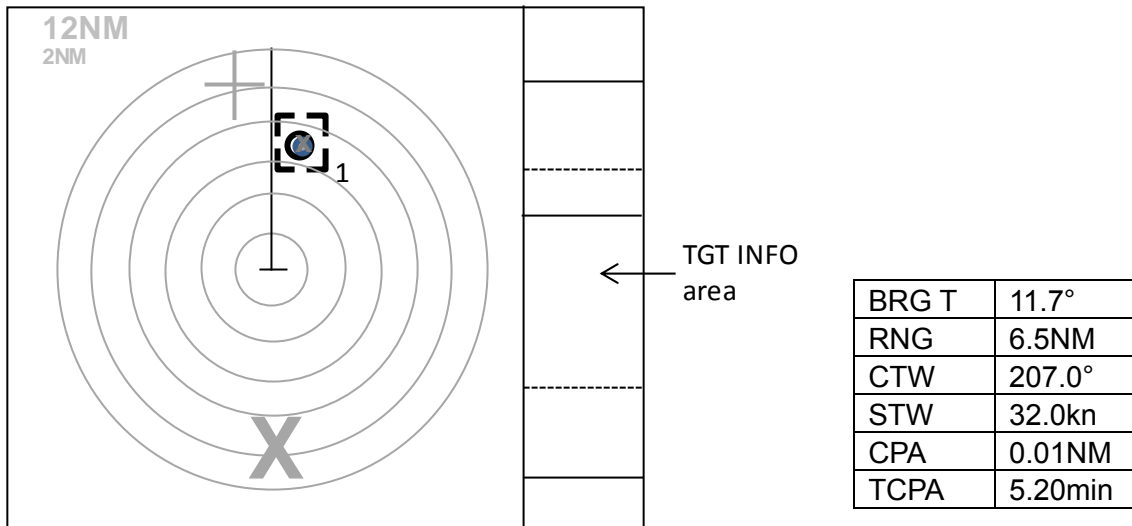 12NM
2NM
X
1
X
TGT INFO
area
BRG T 11.7°
RNG 6.5NM
CTW 207.0°
STW 32.0kn
CPA 0.01NM
TCPA 5.20min